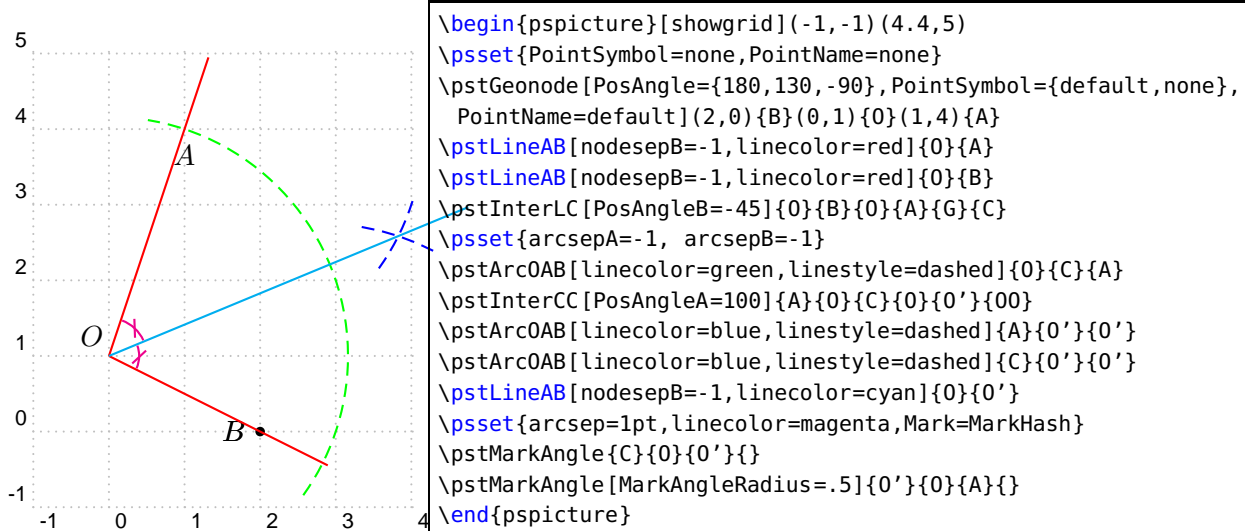 5
4
3
2
1
0
-1
-1 0 1 2 3 4
A
O
B
\begin{pspicture}[showgrid](-1,-1)(4.4,5)
\psset{PointSymbol=none,PointName=none}
\pstGeonode[PosAngle={180,130,-90},PointSymbol={default,none},
PointName=default](2,0){B}(0,1){O}(1,4){A}
\pstLineAB[nodesepB=-1,linecolor=red]{O}{A}
\pstLineAB[nodesepB=-1,linecolor=red]{O}{B}
\pstInterLC[PosAngleB=-45]{O}{B}{O}{A}{G}{C}
\psset{arcsepA=-1, arcsepB=-1}
\pstArcOAB[linecolor=green,linestyle=dashed]{O}{C}{A}
\pstInterCC[PosAngleA=100]{A}{O}{C}{O}{O’}{OO}
\pstArcOAB[linecolor=blue,linestyle=dashed]{A}{O’}{O’}
\pstArcOAB[linecolor=blue,linestyle=dashed]{C}{O’}{O’}
\pstLineAB[nodesepB=-1,linecolor=cyan]{O}{O’}
\psset{arcsep=1pt,linecolor=magenta,Mark=MarkHash}
\pstMarkAngle{C}{O}{O’}{}
\pstMarkAngle[MarkAngleRadius=.5]{O’}{O}{A}{}
\end{pspicture}